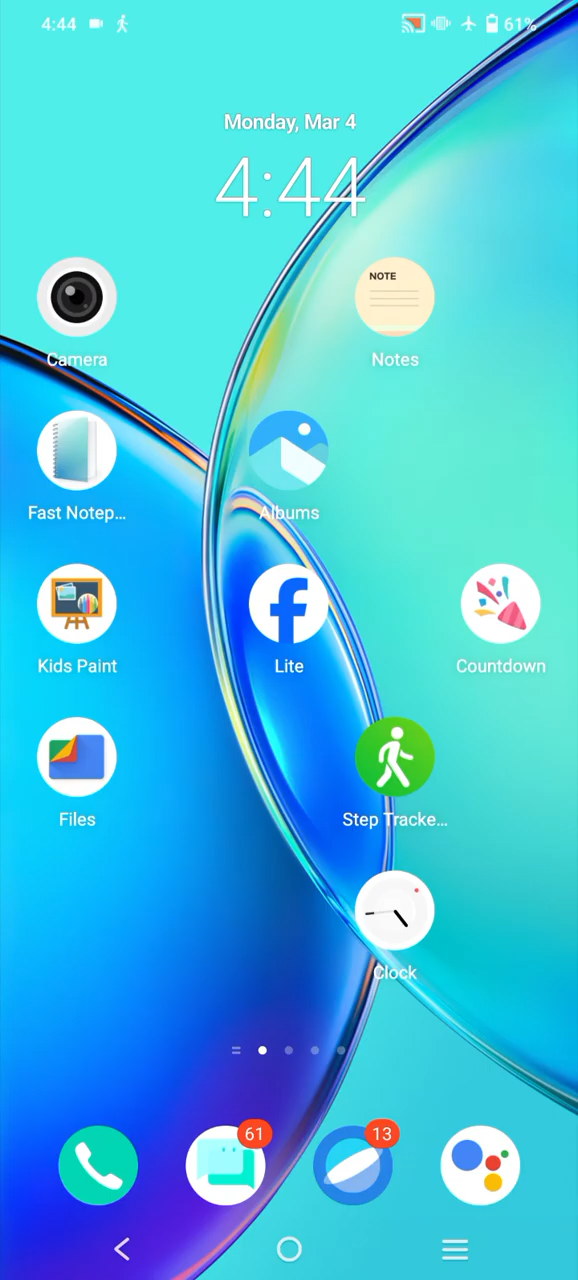 4:44
61%
Monday, Mar 4
4:44
NOTE
Camera
Notes
Fast Notep...
Albums
Kids Paint
Lite
Countdown
Files
Step Tracke...
Clock
61
13